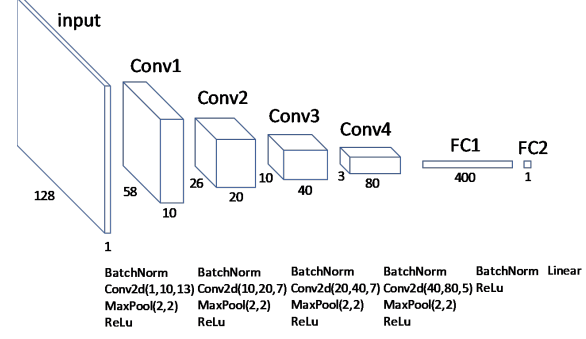 input
Conv1
Conv2
Conv3
Conv4
FC1
FC2
128
1
58
10
26
20
10
40
3
80
400
1
BatchNorm BatchNorm BatchNorm BatchNorm BatchNorm Linear
Conv2d(1,10,13) Conv2d(10,20,7) Conv2d(20,40,7) Conv2d(40,80,5) ReLu
MaxPool(2,2) MaxPool(2,2) MaxPool(2,2) MaxPool(2,2)
ReLu ReLu ReLu ReLu